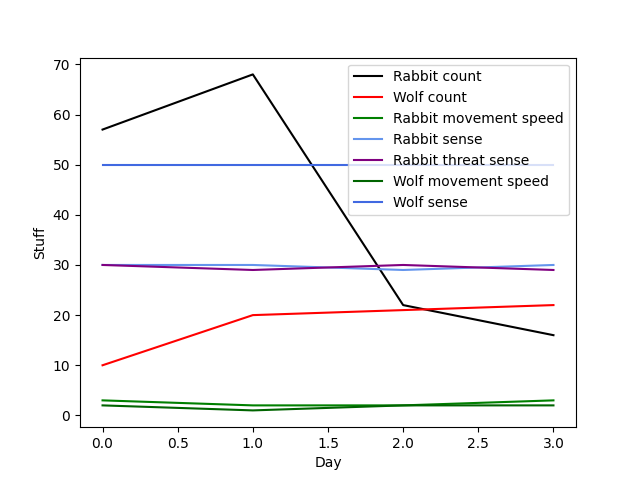 70
60
50
40
30
20
10
0
Stuff
Rabbit count
Wolf count
Rabbit movement speed
Rabbit sense
Rabbit threat sense
Wolf movement speed
Wolf sense
0.0 0.5 1.0 1.5 2.0 2.5 3.0
Day